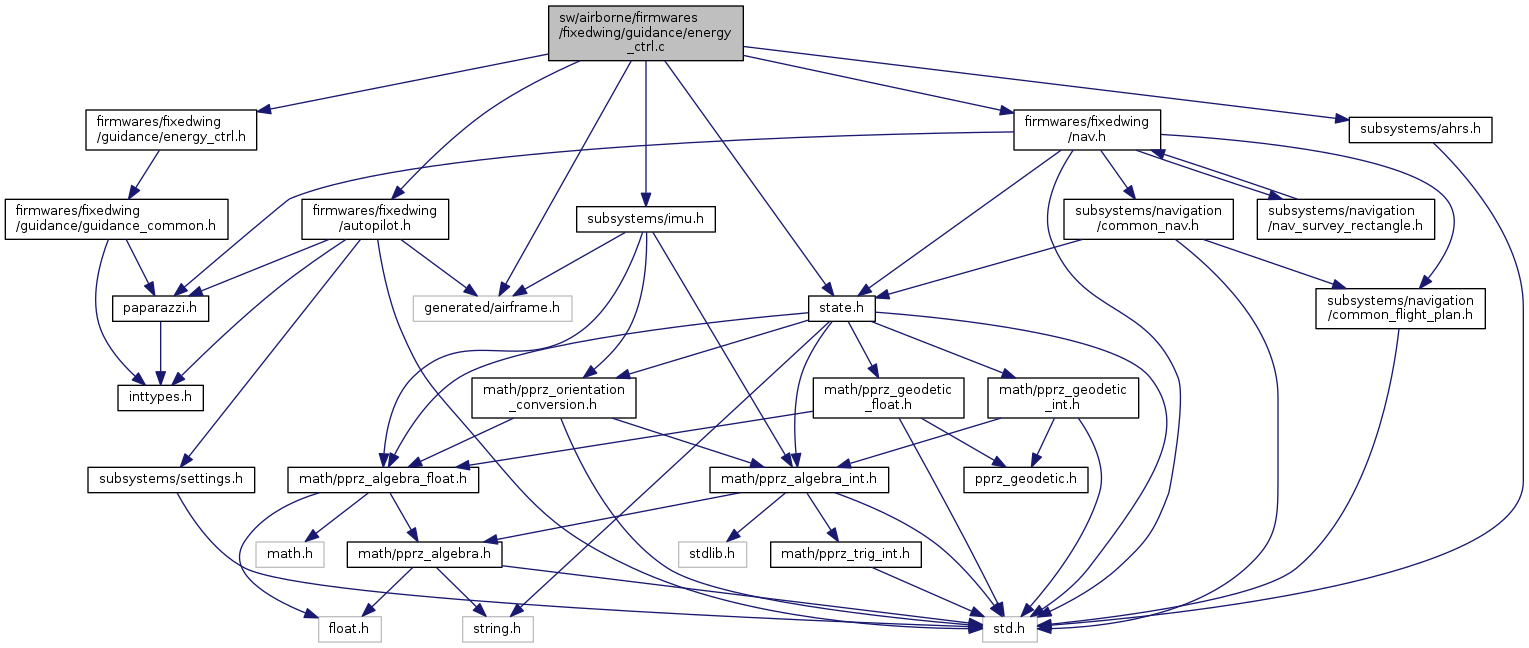 sw/airborne/firmwares
/fixedwing/guidance/energy
_ctrl.c
firmwares/fixedwing
/guidance/energy_ctrl.h
firmwares/fixedwing
/nav.h
subsystems/ahrs.h
firmwares/fixedwing
/guidance/guidance_common.h
firmwares/fixedwing
/autopilot.h
subsystems/imu.h
subsystems/navigation
/common_nav.h
subsystems/navigation
/nav_survey_rectangle.h
paparazzi.h
generated/airframe.h
state.h
subsystems/navigation
/common_flight_plan.h
inttypes.h
math/pprz_orientation
_conversion.h
math/pprz_geodetic
_float.h
math/pprz_geodetic
_int.h
subsystems/settings.h
math/pprz_algebra_float.h
math/pprz_algebra_int.h
pprz_geodetic.h
math.h
math/pprz_algebra.h
stdlib.h
math/pprz_trig_int.h
float.h
string.h
std.h